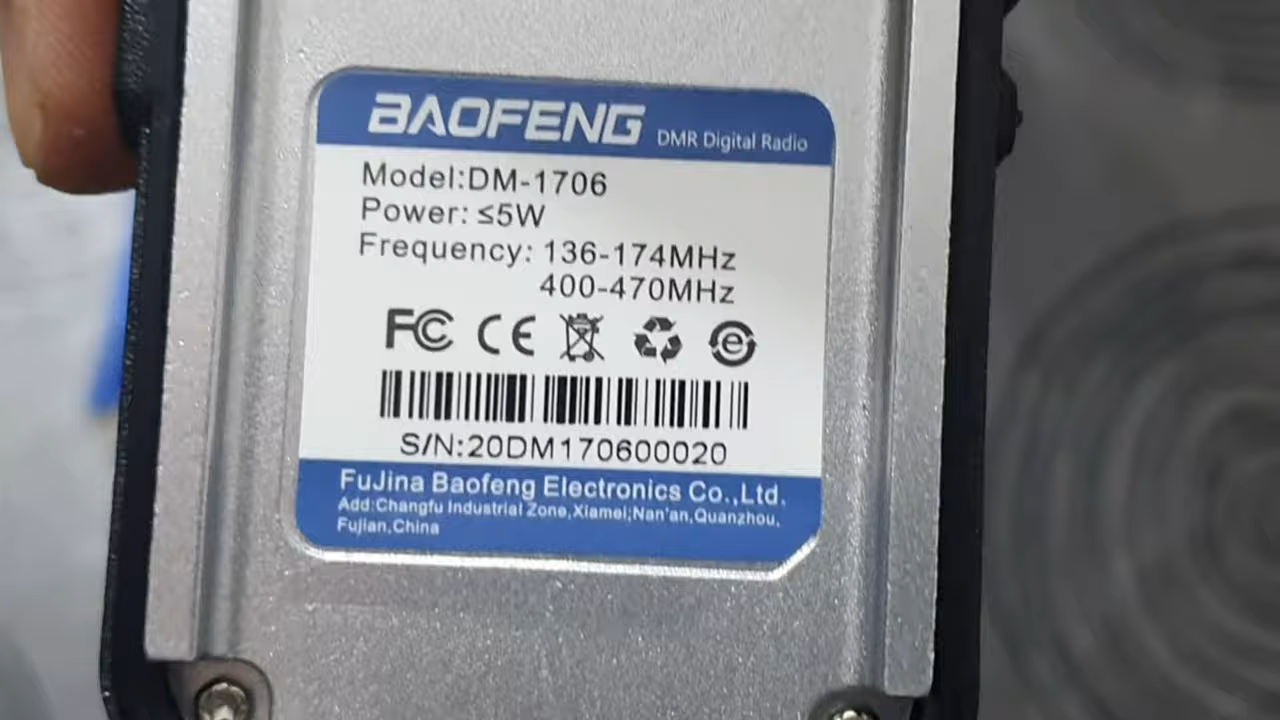 BAOFENG DMR Digital Radio
Model:DM-1706
Power: ≤5W
Frequency: 136-174MHz
400-470MHz
FC CE e
S/N:20DM170600020
FuJina Baofeng Electronics Co.,Ltd.
Add:Changfu Industrial Zone,Xiamei;Nan'an,Quanzhou,
Fujian,China